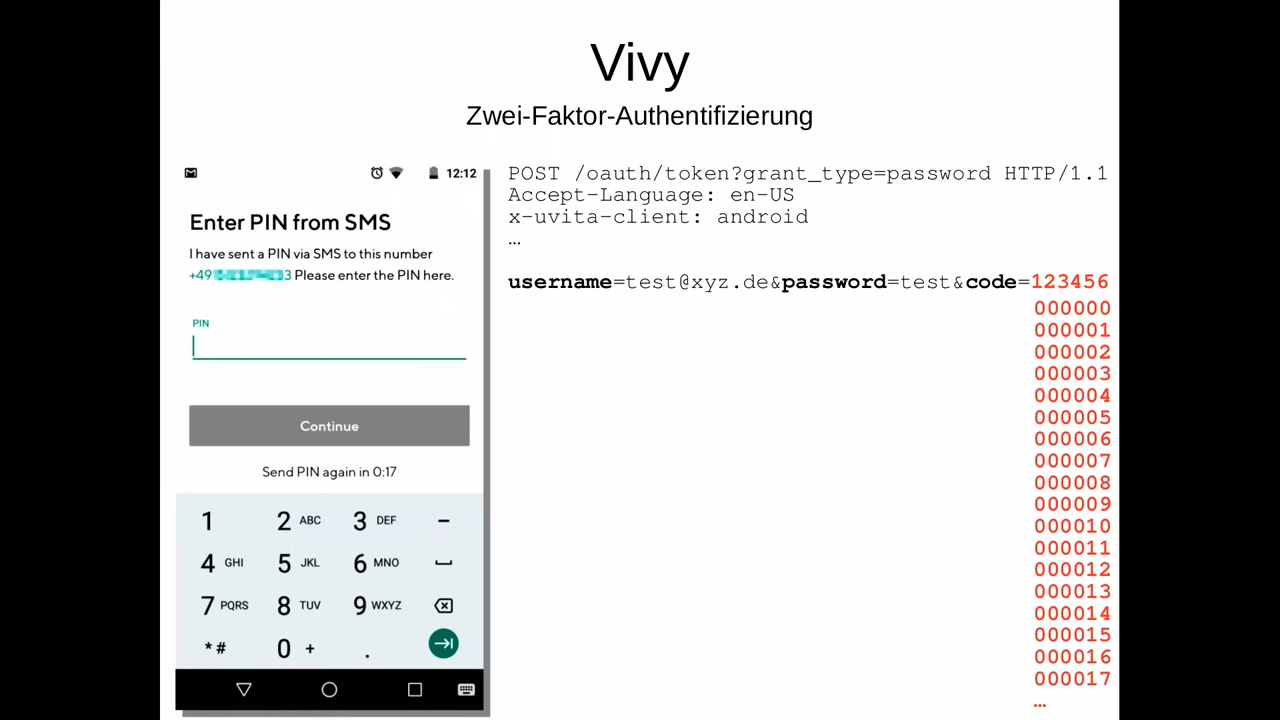 Vivy
Zwei-Faktor-Authentifizierung
12:12
Enter PIN from SMS
I have sent a PIN via SMS to this number
+49 3 Please enter the PIN here.
PIN
Continue
Send PIN again in 0:17
1 2 ABC 3 DEF -
4 GHI 5 JKL 6 MNO
7 PQRS 8 TUV 9 WXYZ
* # 0 + .
POST /oauth/token?grant_type=password HTTP/1.1
Accept-Language: en-US
x-uvita-client: android
…
username=test@xyz.de&password=test&code=123456
000000
000001
000002
000003
000004
000005
000006
000007
000008
000009
000010
000011
000012
000013
000014
000015
000016
000017
…